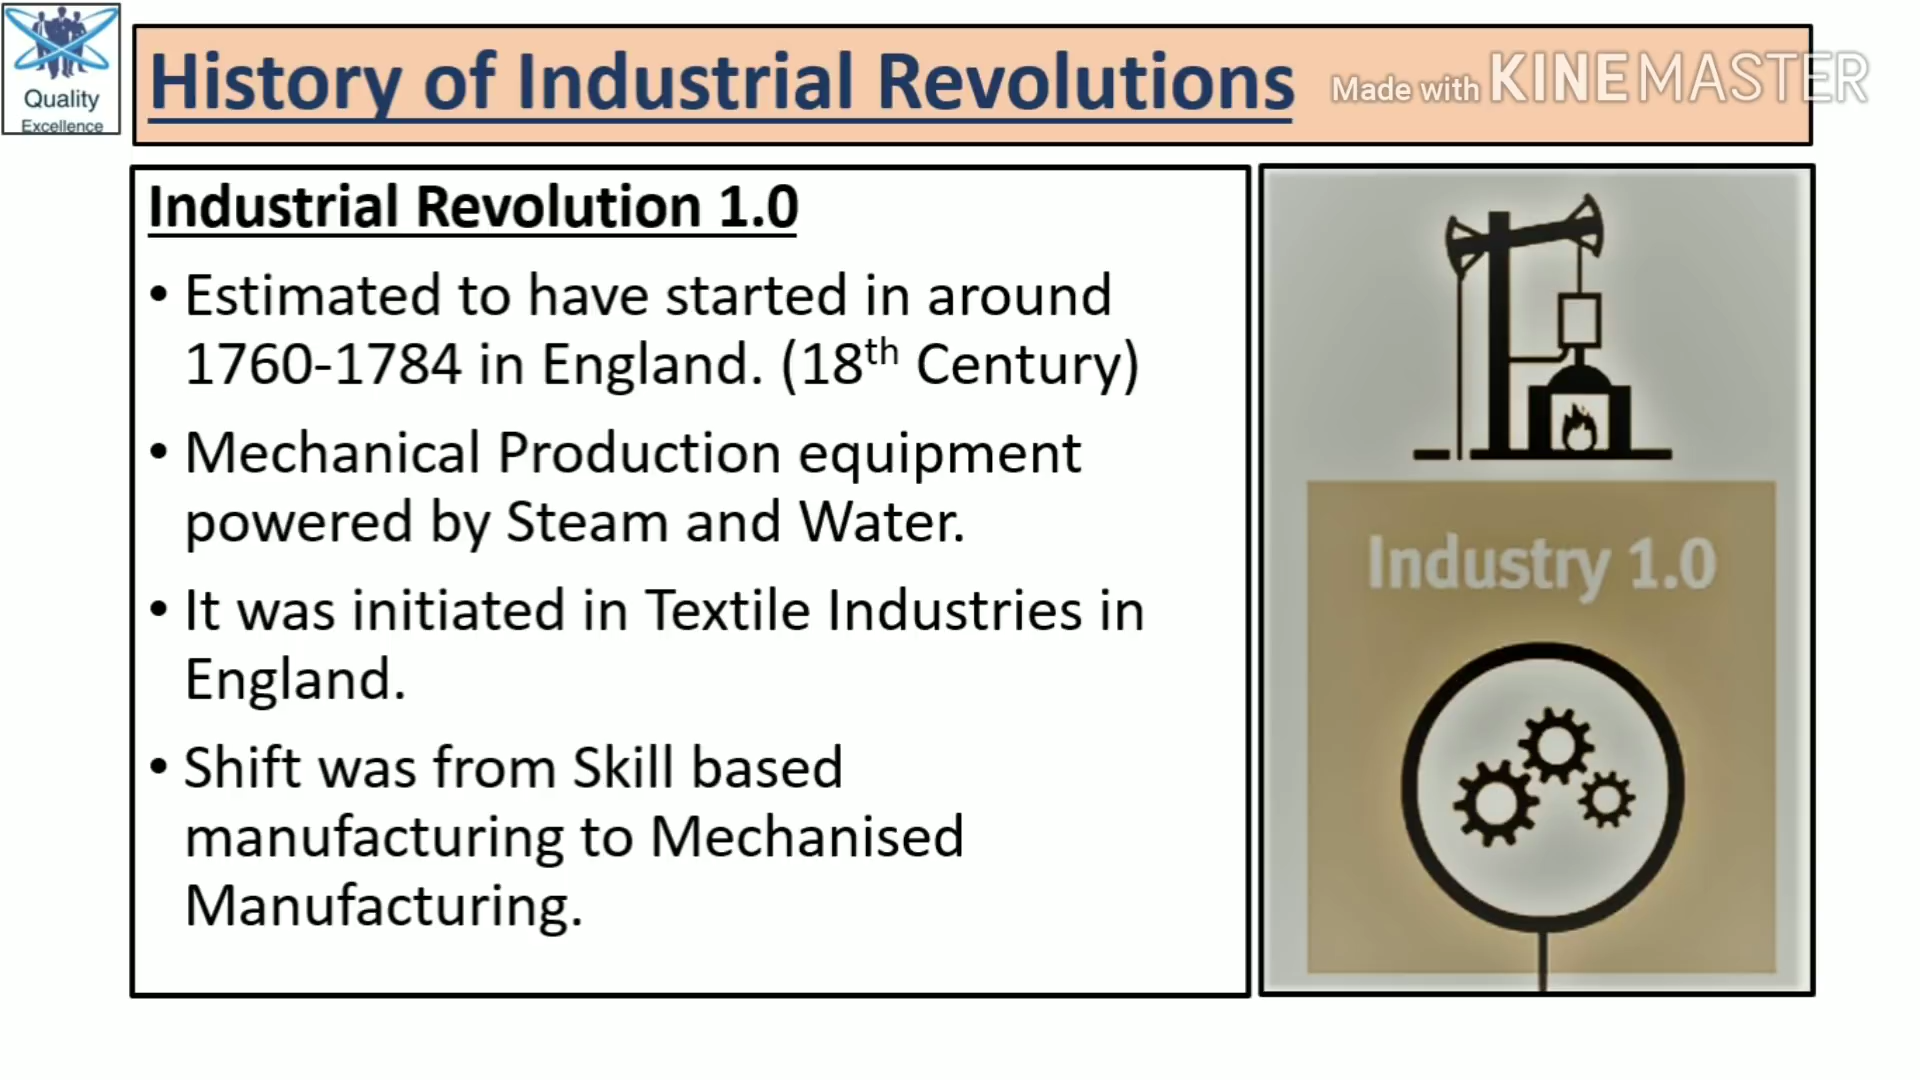 Quality
Excellence
History of Industrial Revolutions
Made with KINEMASTER
Industrial Revolution 1.0
• Estimated to have started in around
1760-1784 in England. (18th Century)
• Mechanical Production equipment
powered by Steam and Water.
• It was initiated in Textile Industries in
England.
• Shift was from Skill based
manufacturing to Mechanised
Manufacturing.
Industry 1.0